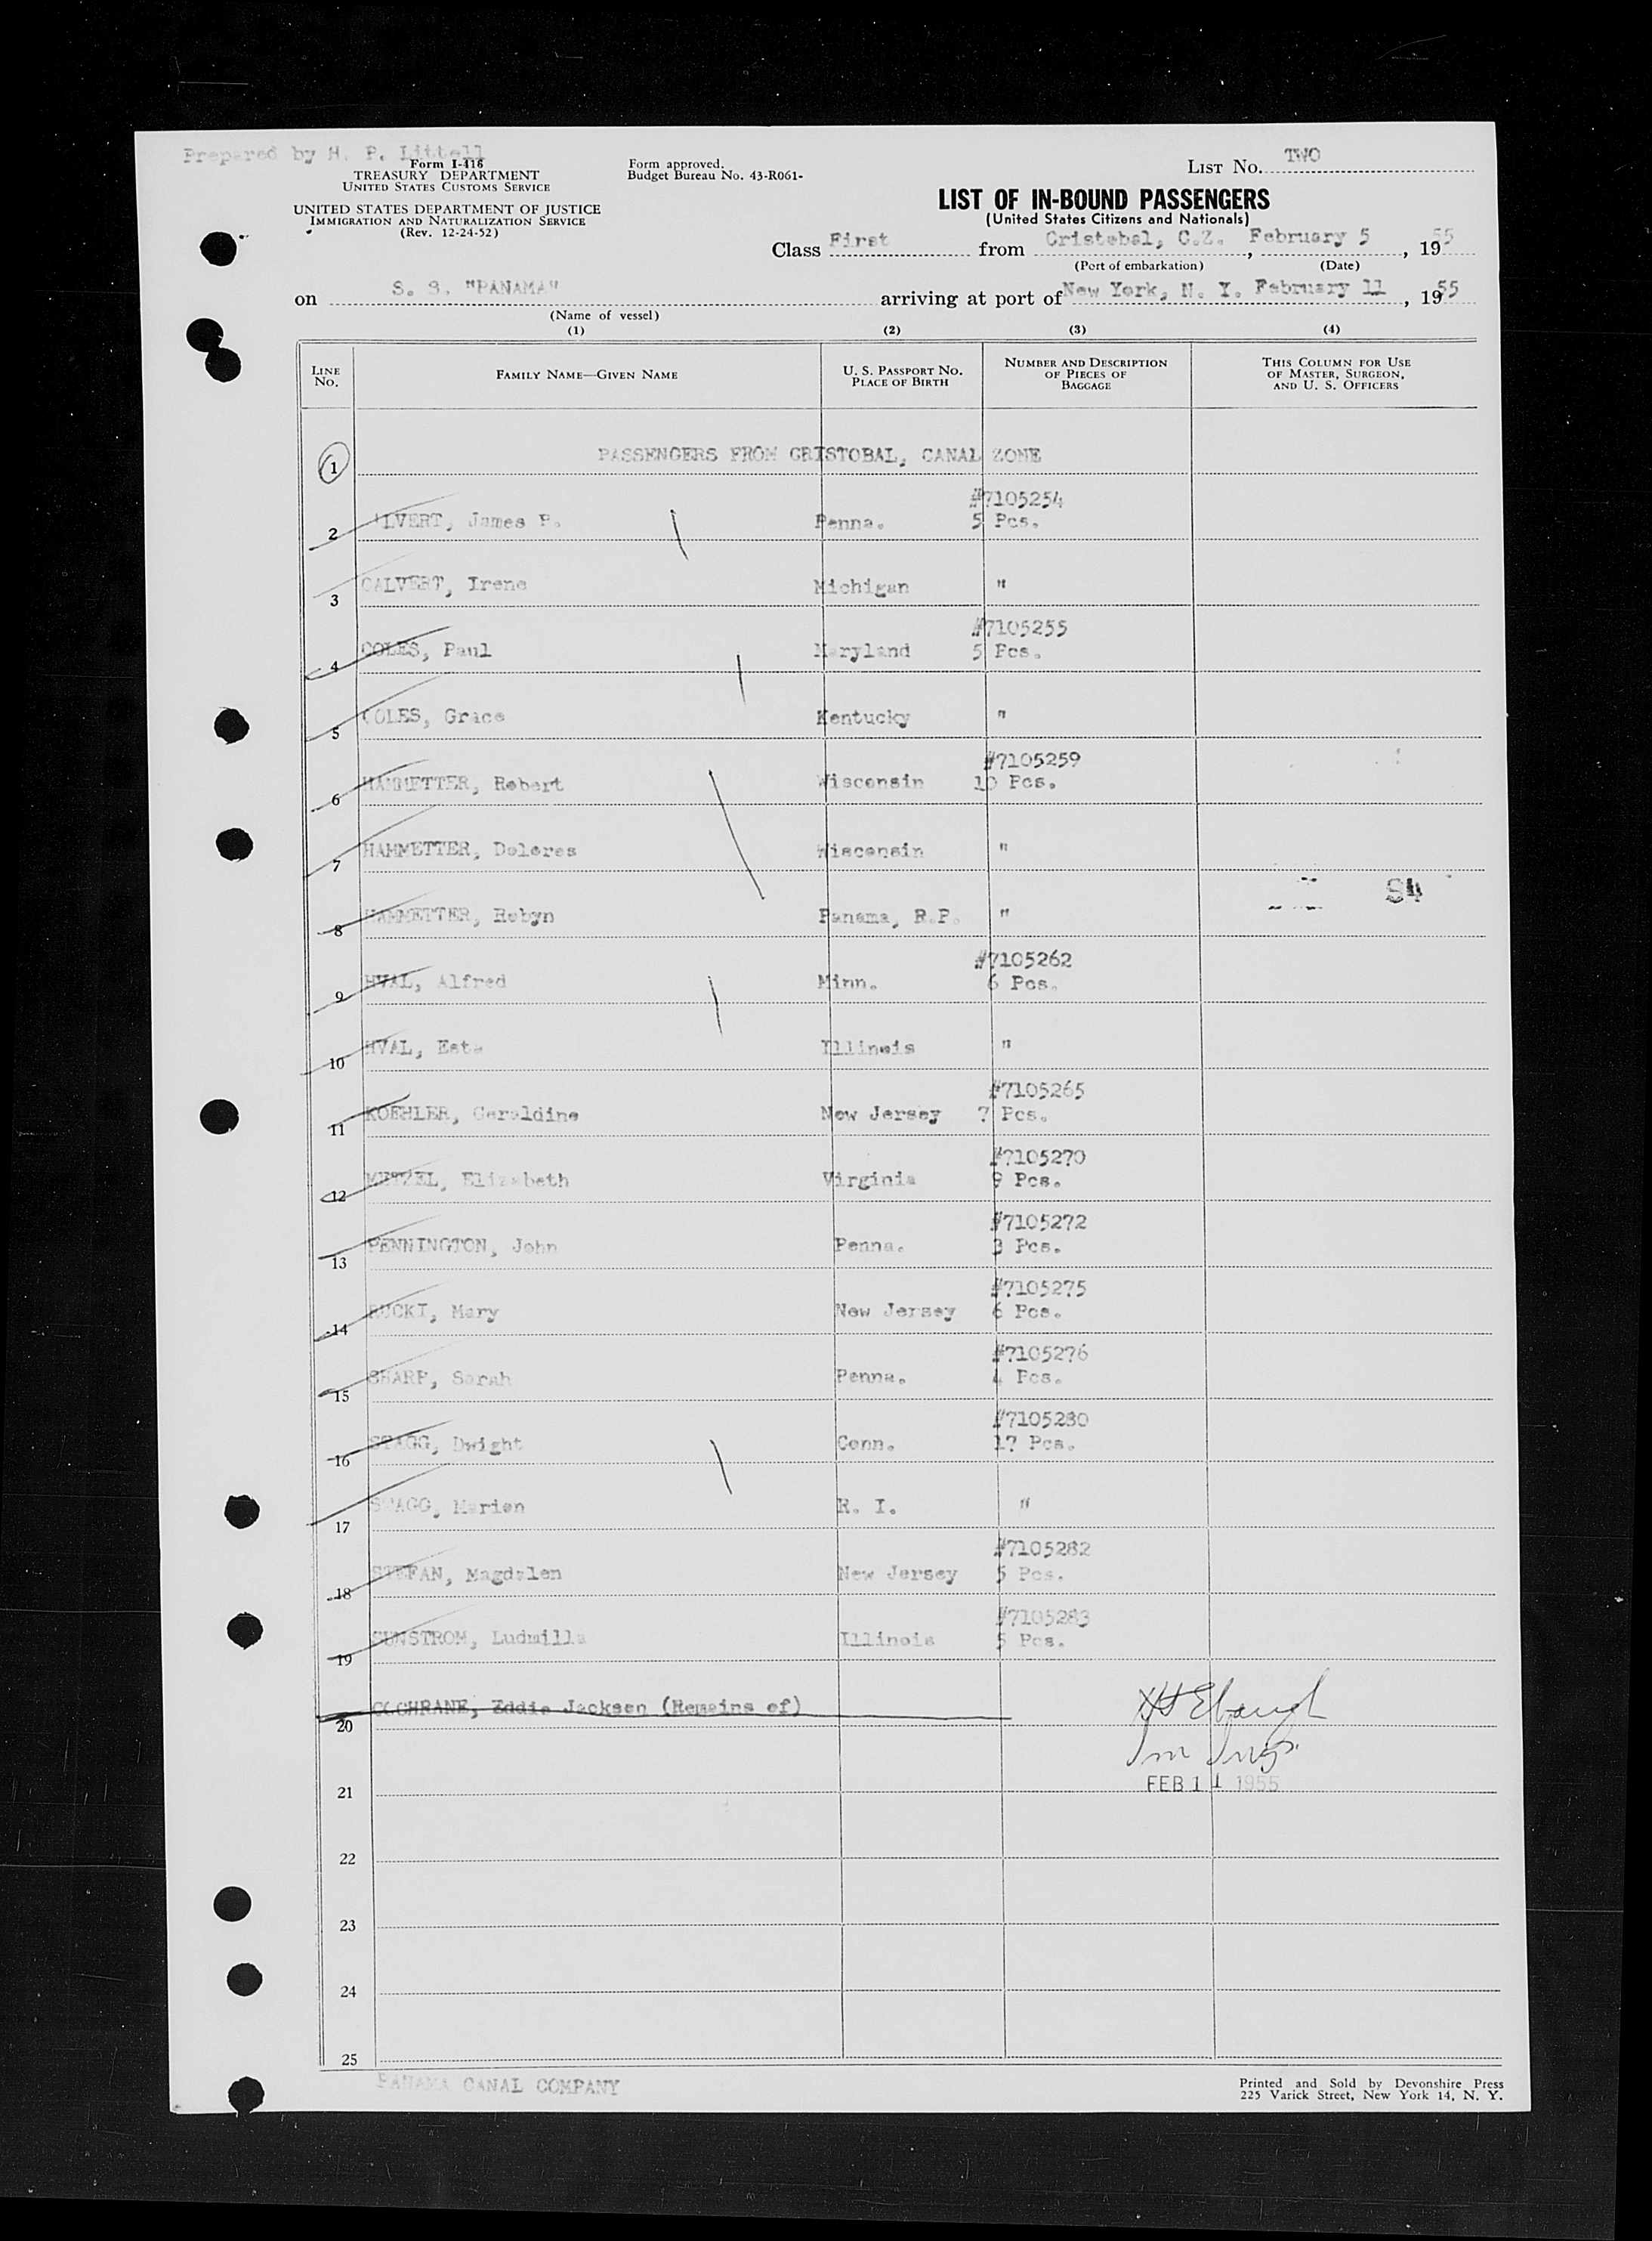 Prepared by H. P. Littell
Form I-416
TREASURY DEPARTMENT
UNITED STATES CUSTOMS SERVICE
UNITED STATES DEPARTMENT OF JUSTICE
IMMIGRATION AND NATURALIZATION SERVICE
(Rev. 12-24-52)
Form approved.
Budget Bureau No. 43-R061-
LIST NO. TWO
LIST OF IN-BOUND PASSENGERS
(United States Citizens and Nationals)
Class First from Cristobal, C.Z. , February 5 , 1955
(Port of embarkation) (Date)
on S. S. "PANAMA" arriving at port of New York, N. Y. February 11 , 1955
(Name of vessel)
(1) (2) (3) (4)
LINE NO. FAMILY NAME—GIVEN NAME U. S. PASSPORT NO. PLACE OF BIRTH NUMBER AND DESCRIPTION OF PIECES OF BAGGAGE THIS COLUMN FOR USE OF MASTER, SURGEON, AND U. S. OFFICERS
1 PASSENGERS FROM CRISTOBAL, CANAL ZONE
#7105254
2 ALVERT, James P. Penna. 5 Pcs.
3 CALVERT, Irene Michigan "
#7105255
4 COLES, Paul Maryland 5 Pcs.
5 COLES, Grace Kentucky "
#7105259
6 HAMMETTER, Robert Wisconsin 10 Pcs.
7 HAMMETTER, Dolores Wisconsin "
84
8 HAMMETTER, Robyn Panama, R.P. "
#7105262
9 HVAL, Alfred Minn. 6 Pcs.
10 HVAL, Esta Illinois "
#7105265
11 KOEHLER, Geraldine New Jersey 7 Pcs.
#7105270
12 METZEL, Elizabeth Virginia 9 Pcs.
#7105272
13 PENNINGTON, John Penna. 3 Pcs.
#7105275
14 RUCKI, Mary New Jersey 6 Pcs.
#7105276
15 SHARP, Sarah Penna. 4 Pcs.
#7105280
16 STAGG, Dwight Conn. 17 Pcs.
17 STAGG, Marion R. I. "
#7105282
18 STEFAN, Magdalen New Jersey 5 Pcs.
#7105283
19 SUNSTROM, Ludmilla Illinois 5 Pcs.
20 COCHRANE, Eddie Jackson (Remains of)
Ebaugh
Im Insp.
FEB 11 1955
21
22
23
24
25
PANAMA CANAL COMPANY
Printed and Sold by Devonshire Press
225 Varick Street, New York 14, N. Y.